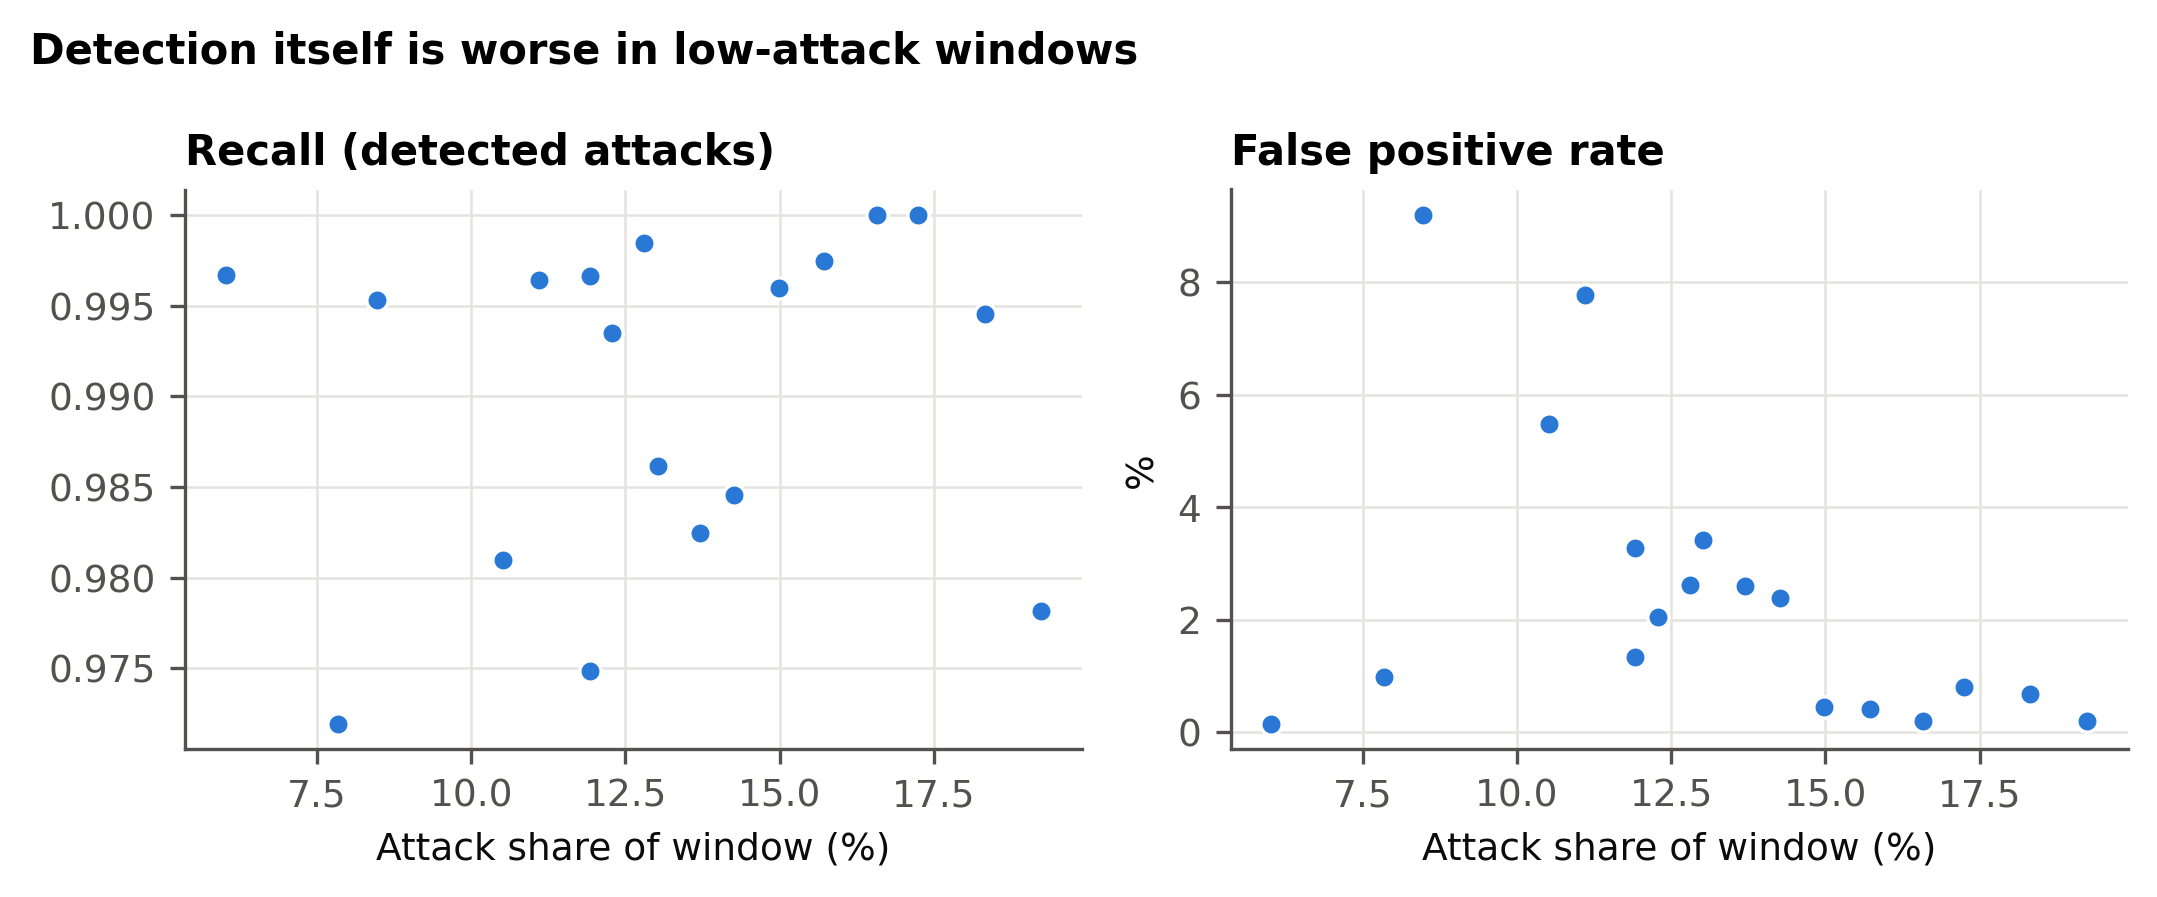 Detection itself is worse in low-attack windows
Recall (detected attacks)
1.000
0.995
0.990
0.985
0.980
0.975
7.5 10.0 12.5 15.0 17.5
Attack share of window (%)
False positive rate
%
8
6
4
2
0
7.5 10.0 12.5 15.0 17.5
Attack share of window (%)